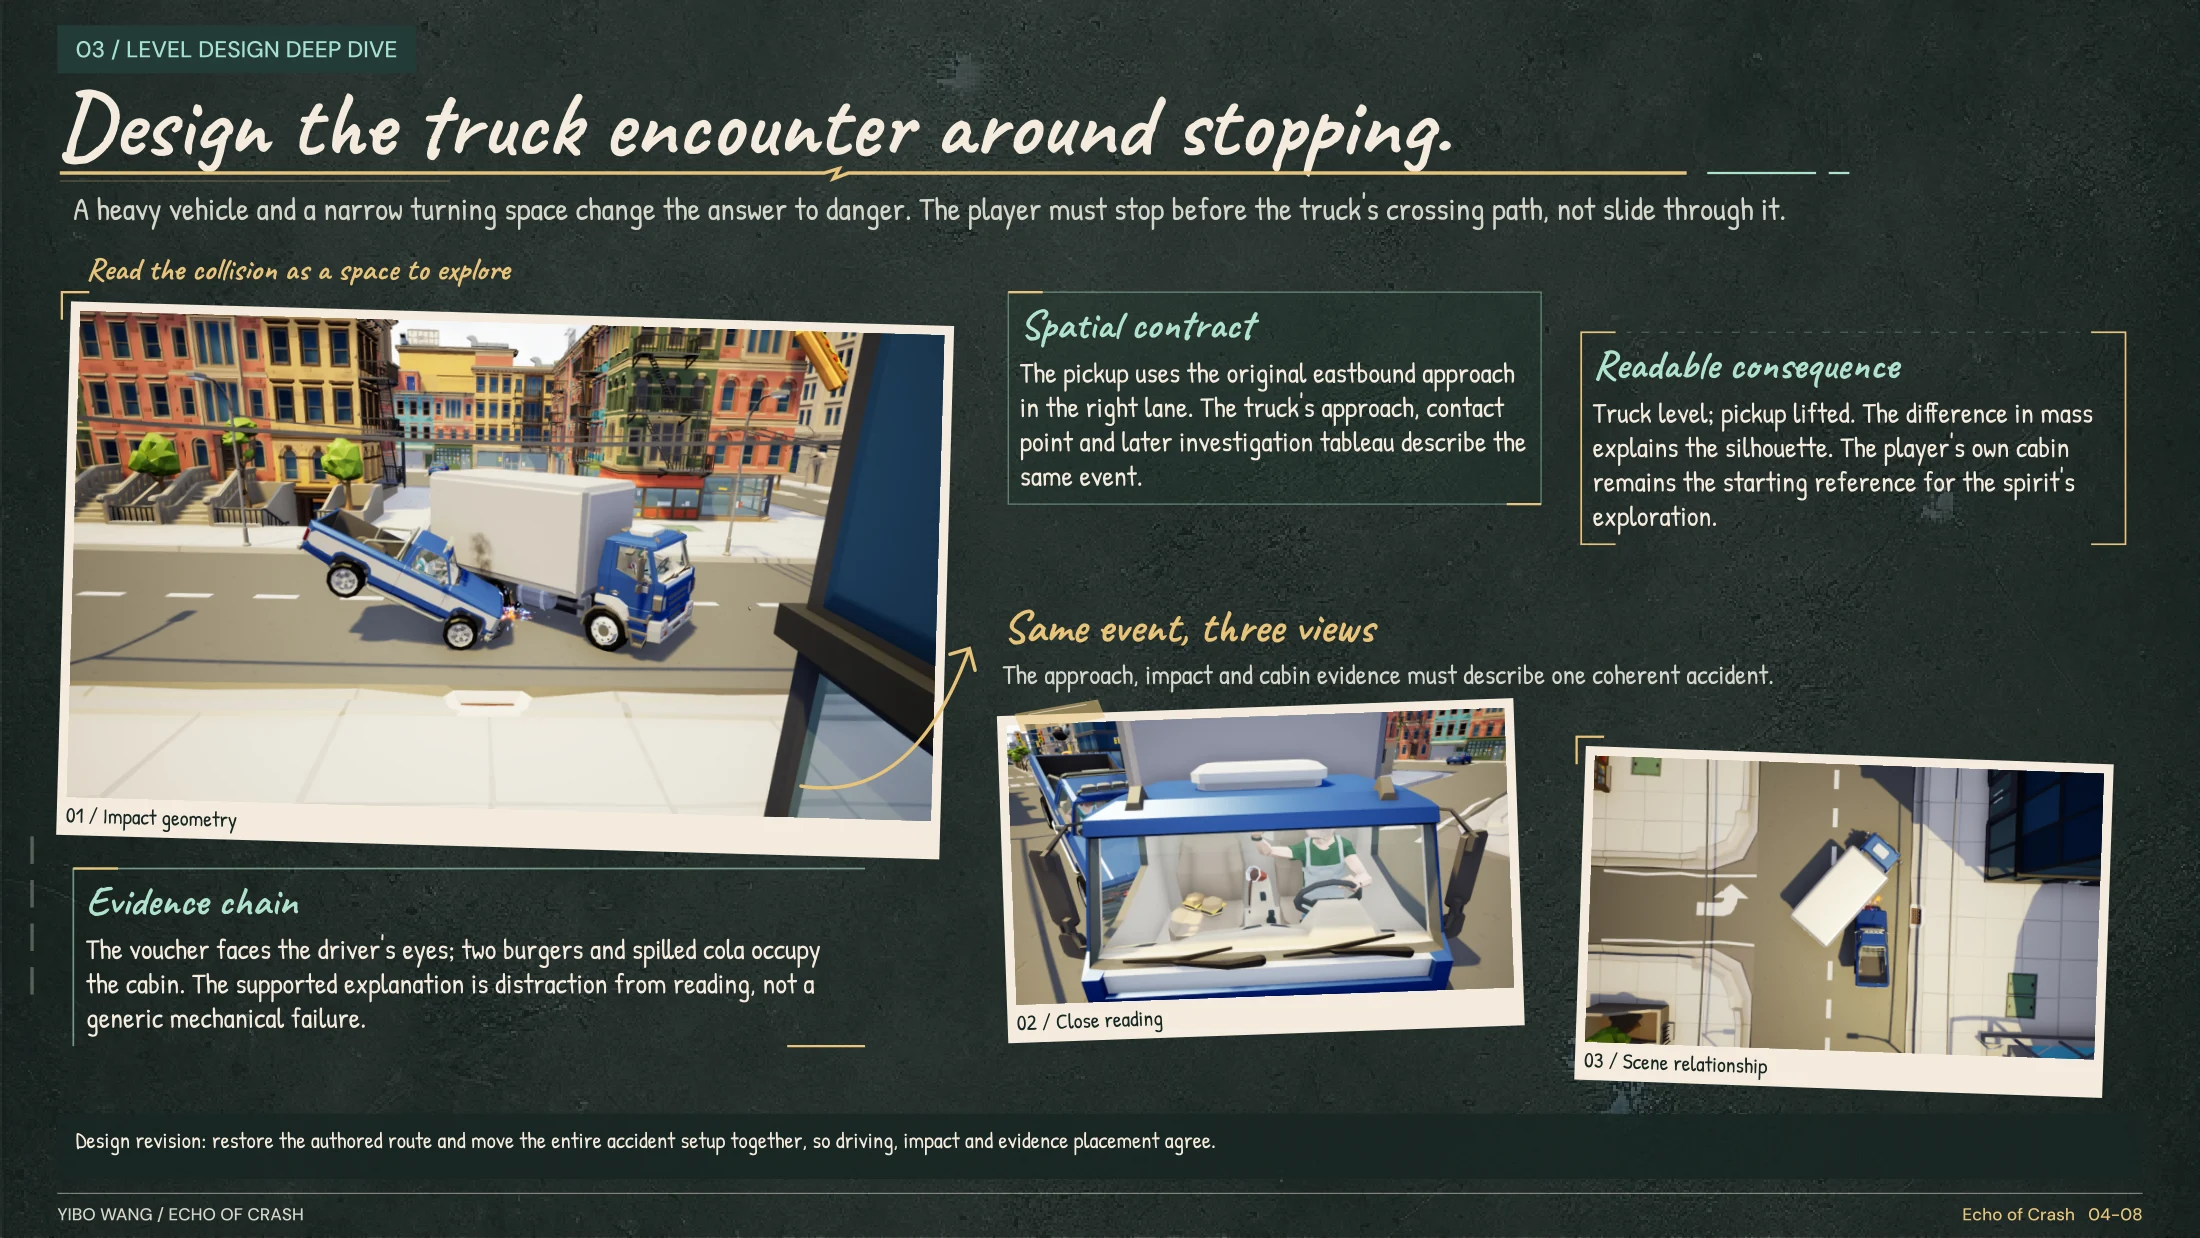 03 / LEVEL DESIGN DEEP DIVE
Design the truck encounter around stopping.
A heavy vehicle and a narrow turning space change the answer to danger. The player must stop before the truck's crossing path, not slide through it.
Read the collision as a space to explore
01 / Impact geometry
Evidence chain
The voucher faces the driver's eyes; two burgers and spilled cola occupy
the cabin. The supported explanation is distraction from reading, not a
generic mechanical failure.
Spatial contract
The pickup uses the original eastbound approach
in the right lane. The truck's approach, contact
point and later investigation tableau describe the
same event.
Readable consequence
Truck level; pickup lifted. The difference in mass
explains the silhouette. The player's own cabin
remains the starting reference for the spirit's
exploration.
Same event, three views
The approach, impact and cabin evidence must describe one coherent accident.
02 / Close reading
03 / Scene relationship
Design revision: restore the authored route and move the entire accident setup together, so driving, impact and evidence placement agree.
YIBO WANG / ECHO OF CRASH
Echo of Crash 04-08